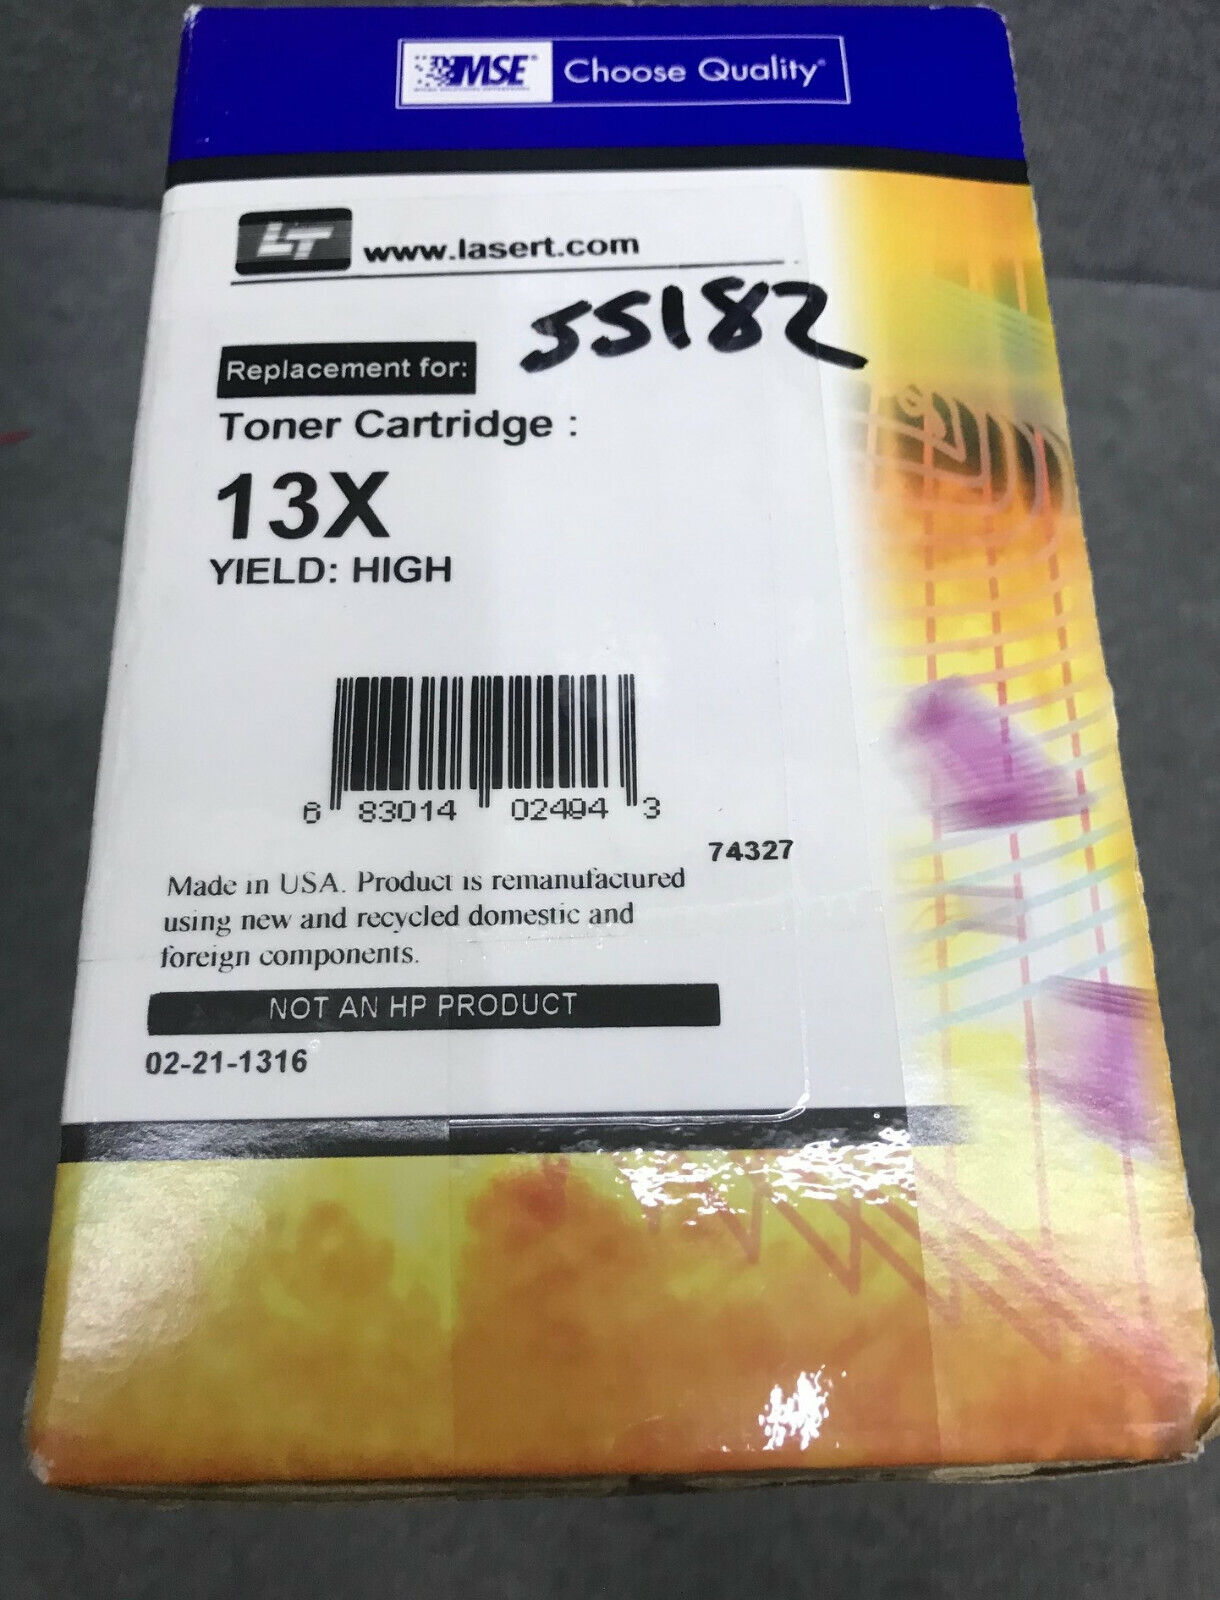 MSE® Choose Quality®
LT www.lasert.com
55182
Replacement for:
Toner Cartridge :
13X
YIELD: HIGH
6 83014 02494 3
74327
Made in USA. Product is remanufactured
using new and recycled domestic and
foreign components.
NOT AN HP PRODUCT
02-21-1316